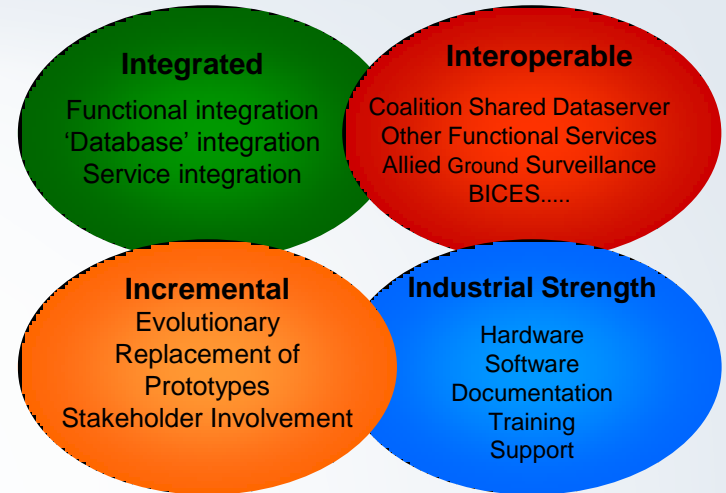 Integrated
Functional integration
‘Database’ integration
Service integration
Interoperable
Coalition Shared Dataserver
Other Functional Services
Allied Ground Surveillance
BICES.....
Incremental
Evolutionary
Replacement of
Prototypes
Stakeholder Involvement
Industrial Strength
Hardware
Software
Documentation
Training
Support